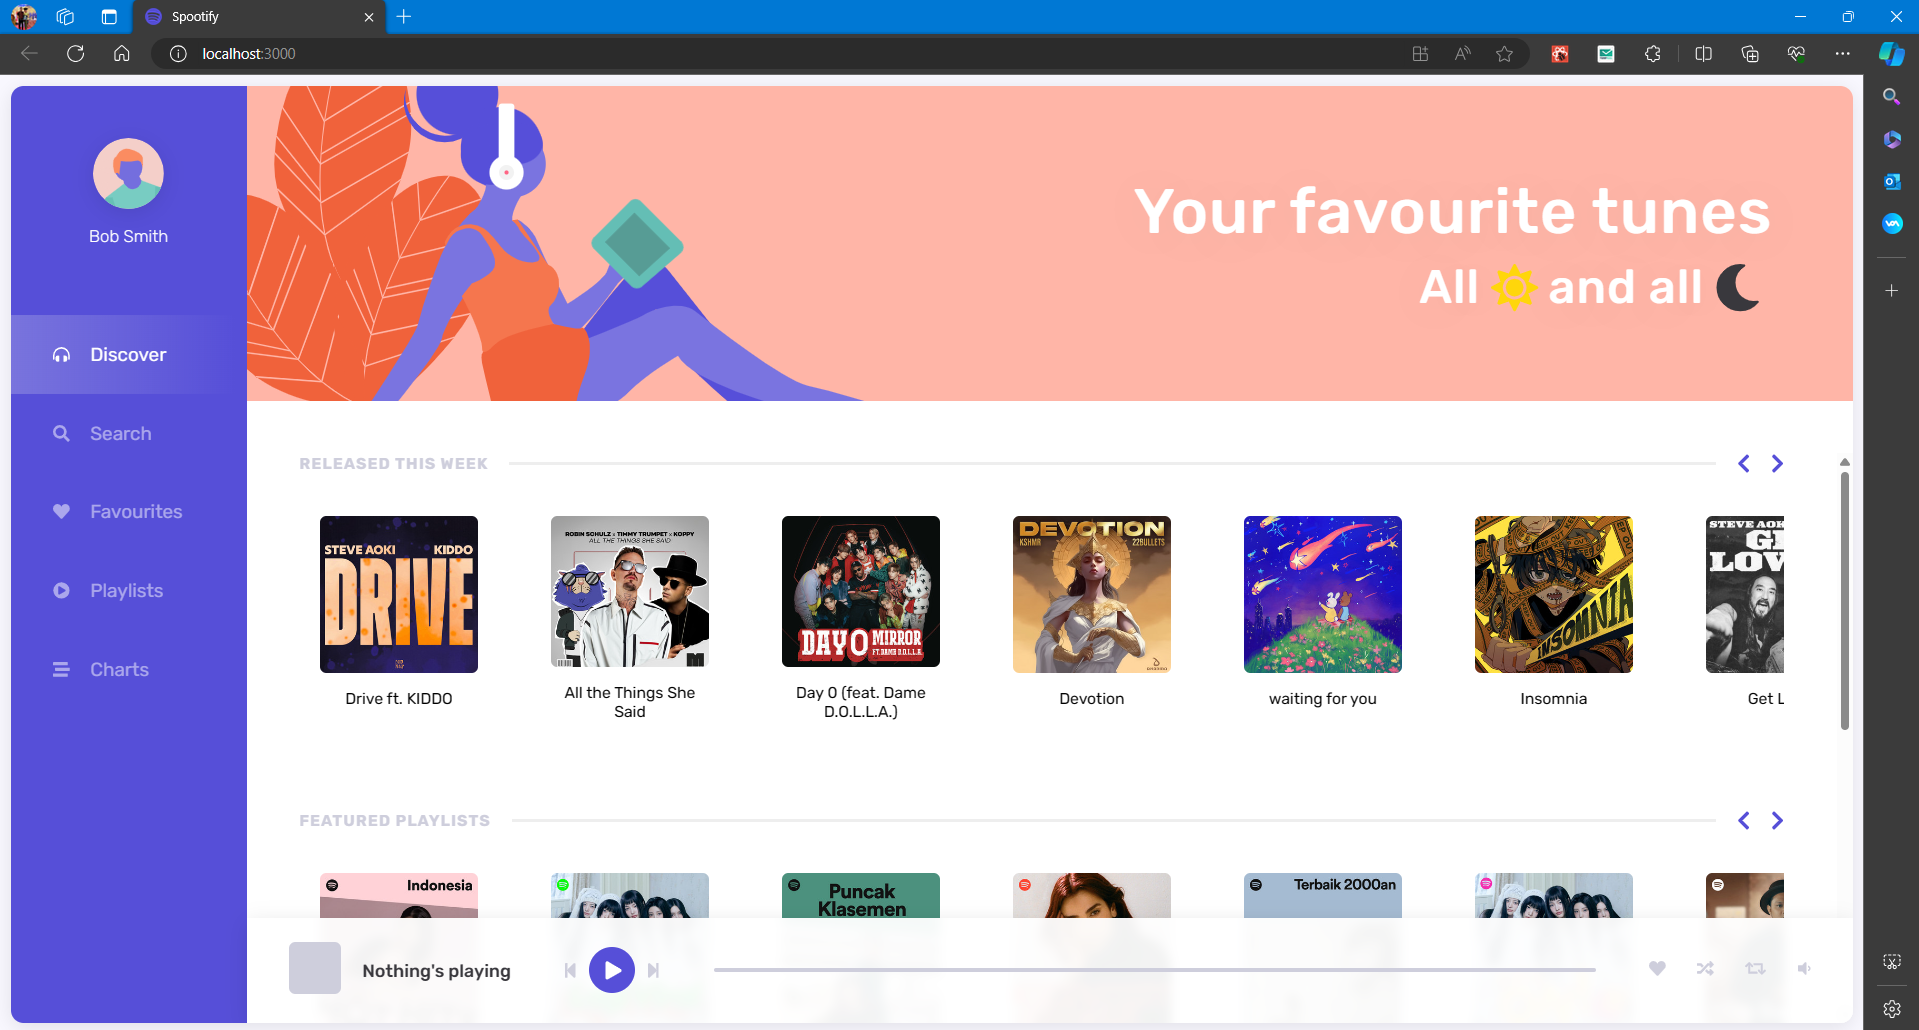 Spootify
localhost:3000
Bob Smith
Discover
Search
Favourites
Playlists
Charts
Your favourite tunes
All and all
RELEASED THIS WEEK
STEVE AOKI KIDDO
DRIVE
Drive ft. KIDDO
ROBIN SCHULZ x TIMMY TRUMPET x KOPPY
ALL THE THINGS SHE SAID
All the Things She
Said
DAY 0 MIRROR
FT. DAME D.O.L.L.A.
Day 0 (feat. Dame
D.O.L.L.A.)
DEVOTION
KSHMR 22BULLETS
Devotion
waiting for you
INSOMNIA
Insomnia
STEVE AOK
GE
LOV
Get L
FEATURED PLAYLISTS
Indonesia
Puncak
Klasemen
Terbaik 2000an
Nothing's playing